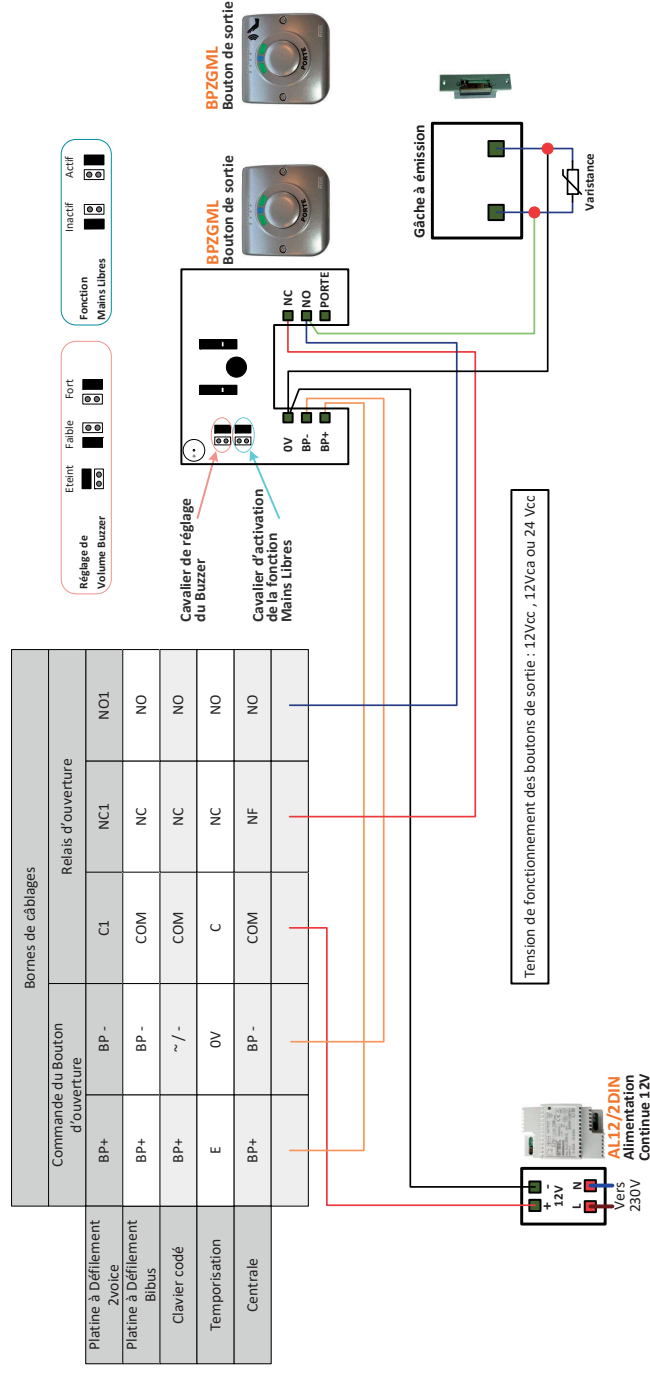 Bornes de câblages
Commande du Bouton
d'ouverture
Relais d'ouverture
Platine à Défilement
2voice
BP+
BP -
C1
NC1
NO1
Platine à Défilement
Bibus
BP+
BP -
COM
NC
NO
Clavier codé
BP+
~ / -
COM
NC
NO
Temporisation
E
0V
C
NC
NO
Centrale
BP+
BP -
COM
NF
NO
Réglage de
Volume Buzzer
Eteint
Faible
Fort
Fonction
Mains Libres
Inactif
Actif
Cavalier de réglage
du Buzzer
Cavalier d'activation
de la fonction
Mains Libres
0V
BP-
BP+
NC
NO
PORTE
BPZGML
Bouton de sortie
PORTE
BPZGML
Bouton de sortie
PORTE
Gâche à émission
Varistance
Tension de fonctionnement des boutons de sortie : 12Vcc , 12Vca ou 24 Vcc
+ -
12V
L N
Vers
230V
AL12/2DIN
Alimentation
Continue 12V